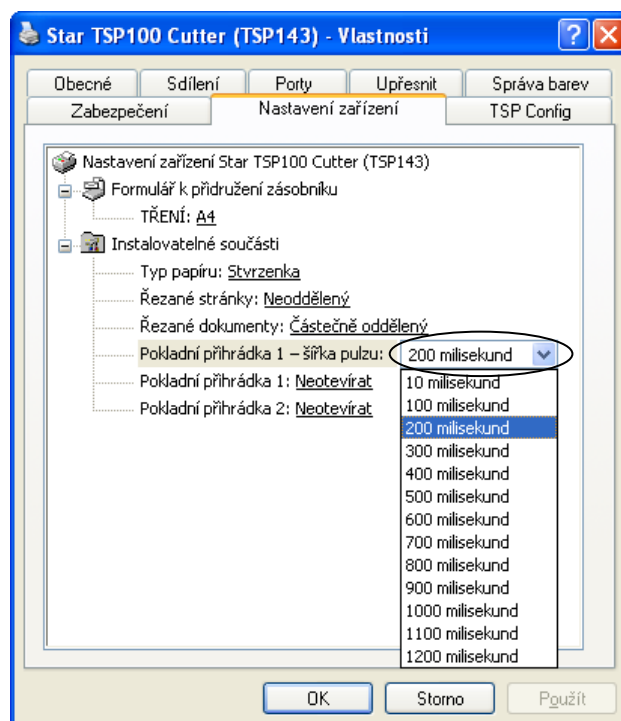 Star TSP100 Cutter (TSP143) - Vlastnosti
Obecné Sdílení Porty Upřesnit Správa barev
Zabezpečení Nastavení zařízení TSP Config
Nastavení zařízení Star TSP100 Cutter (TSP143)
Formulář k přidružení zásobníku
TŘENÍ: A4
Instalovatelné součásti
Typ papíru: Stvrzenka
Řezané stránky: Neoddělený
Řezané dokumenty: Částečně oddělený
Pokladní přihrádka 1 – šířka pulzu: 200 milisekund
Pokladní přihrádka 1: Neotevírat
Pokladní přihrádka 2: Neotevírat
10 milisekund
100 milisekund
200 milisekund
300 milisekund
400 milisekund
500 milisekund
600 milisekund
700 milisekund
800 milisekund
900 milisekund
1000 milisekund
1100 milisekund
1200 milisekund
OK Storno Použít